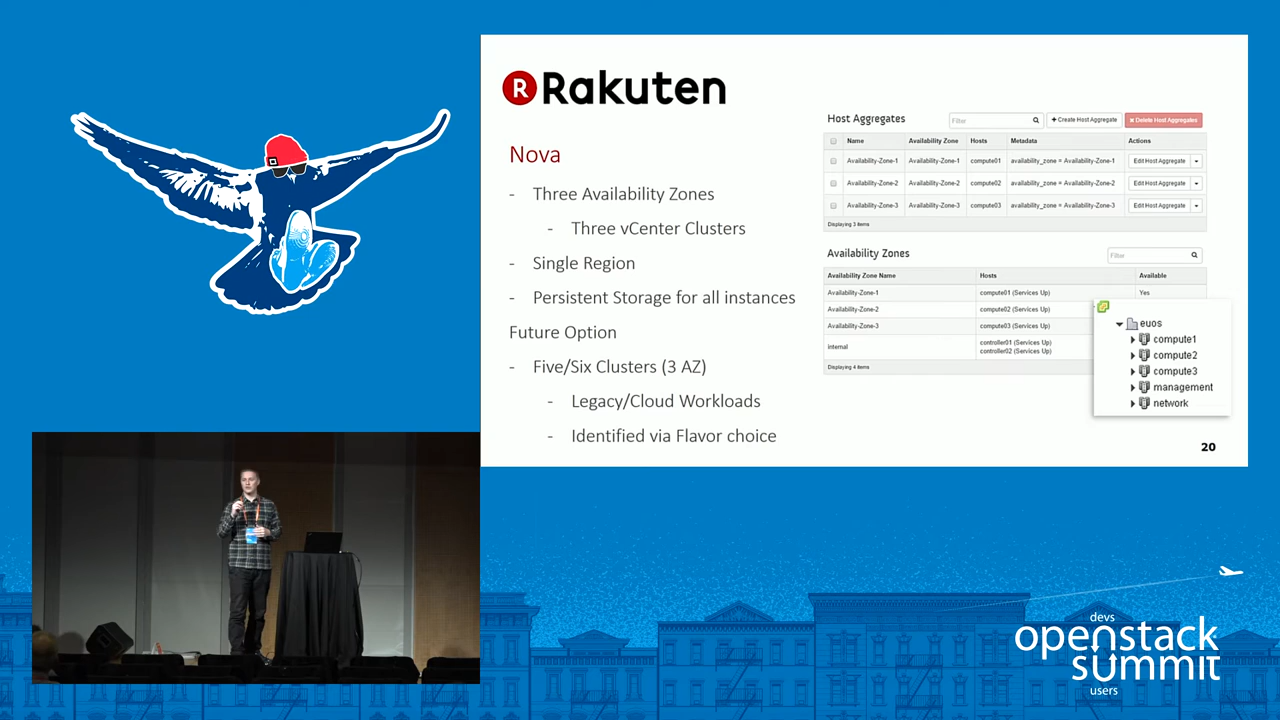 R Rakuten
Nova
- Three Availability Zones
- Three vCenter Clusters
- Single Region
- Persistent Storage for all instances
Future Option
- Five/Six Clusters (3 AZ)
- Legacy/Cloud Workloads
- Identified via Flavor choice
Host Aggregates
Filter
+ Create Host Aggregate
Delete Host Aggregates
Name Availability Zone Hosts Metadata Actions
Availability-Zone-1 Availability-Zone-1 compute01 availability_zone = Availability-Zone-1 Edit Host Aggregate
Availability-Zone-2 Availability-Zone-2 compute02 availability_zone = Availability-Zone-2 Edit Host Aggregate
Availability-Zone-3 Availability-Zone-3 compute03 availability_zone = Availability-Zone-3 Edit Host Aggregate
Displaying 3 items
Availability Zones
Filter
Availability Zone Name Hosts Available
Availability-Zone-1 compute01 (Services Up) Yes
Availability-Zone-2 compute02 (Services Up)
Availability-Zone-3 compute03 (Services Up)
internal controller01 (Services Up)
controller02 (Services Up)
Displaying 4 items
euos
compute1
compute2
compute3
management
network
20
devs
openstack
summit
users